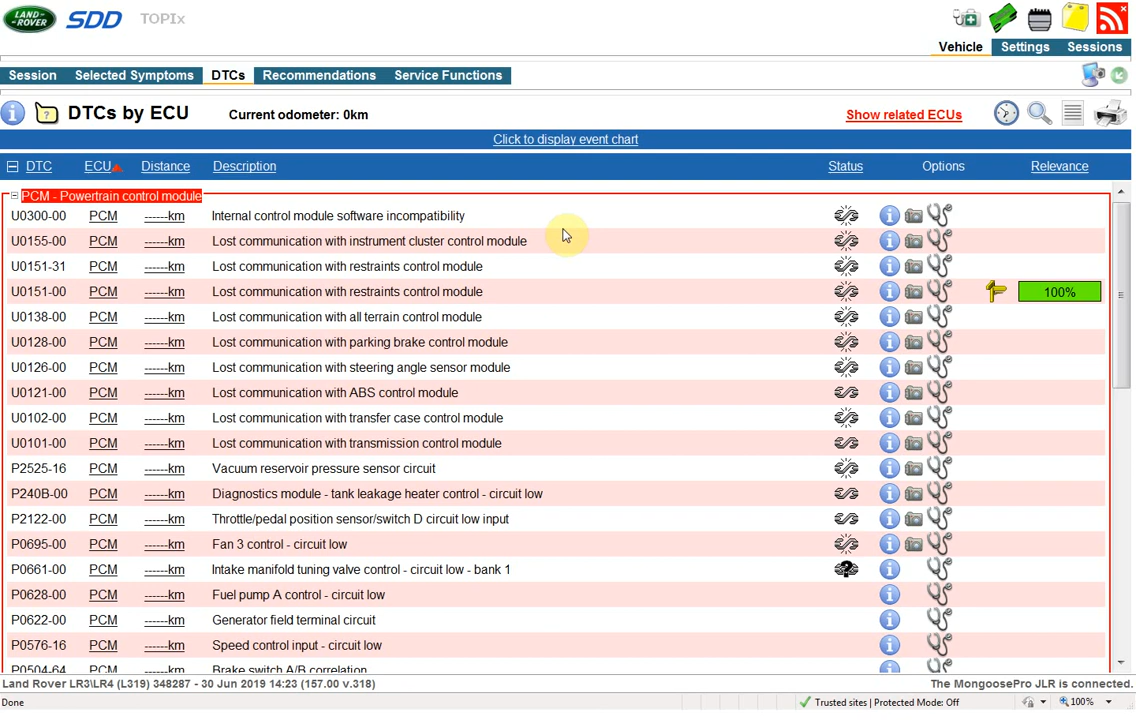 LAND-
ROVER
SDD
TOPIx
Vehicle Settings Sessions
Session Selected Symptoms DTCs Recommendations Service Functions
DTCs by ECU Current odometer: 0km Show related ECUs
Click to display event chart
DTC ECU Distance Description Status Options Relevance
PCM - Powertrain control module
U0300-00 PCM ------km Internal control module software incompatibility
U0155-00 PCM ------km Lost communication with instrument cluster control module
U0151-31 PCM ------km Lost communication with restraints control module
U0151-00 PCM ------km Lost communication with restraints control module 100%
U0138-00 PCM ------km Lost communication with all terrain control module
U0128-00 PCM ------km Lost communication with parking brake control module
U0126-00 PCM ------km Lost communication with steering angle sensor module
U0121-00 PCM ------km Lost communication with ABS control module
U0102-00 PCM ------km Lost communication with transfer case control module
U0101-00 PCM ------km Lost communication with transmission control module
P2525-16 PCM ------km Vacuum reservoir pressure sensor circuit
P240B-00 PCM ------km Diagnostics module - tank leakage heater control - circuit low
P2122-00 PCM ------km Throttle/pedal position sensor/switch D circuit low input
P0695-00 PCM ------km Fan 3 control - circuit low
P0661-00 PCM ------km Intake manifold tuning valve control - circuit low - bank 1
P0628-00 PCM ------km Fuel pump A control - circuit low
P0622-00 PCM ------km Generator field terminal circuit
P0576-16 PCM ------km Speed control input - circuit low
P0504-64 PCM ------km Brake switch A/B correlation
Land Rover LR3\LR4 (L319) 348287 - 30 Jun 2019 14:23 (157.00 v.318) The MongoosePro JLR is connected.
Done Trusted sites | Protected Mode: Off 100%